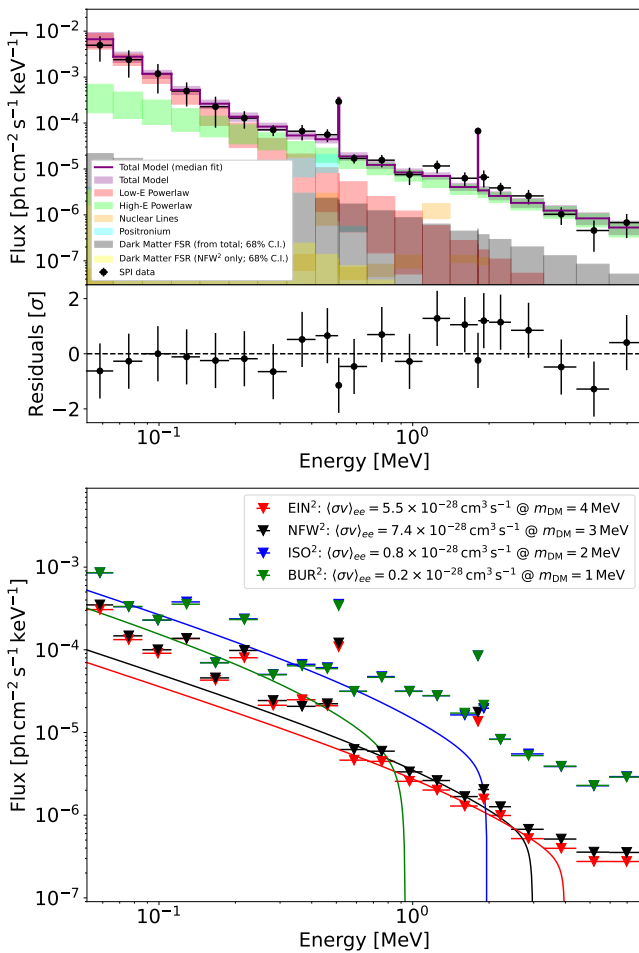 10⁻²
10⁻³
10⁻⁴
10⁻⁵
10⁻⁶
10⁻⁷
Flux [ph cm⁻² s⁻¹ keV⁻¹]
Total Model (median fit)
Total Model
Low-E Powerlaw
High-E Powerlaw
Nuclear Lines
Positronium
Dark Matter FSR (from total; 68% C.I.)
Dark Matter FSR (NFW² only; 68% C.I.)
SPI data
2
0
−2
Residuals [σ]
10⁻¹
10⁰
Energy [MeV]
EIN²: ⟨σv⟩ₑₑ = 5.5 × 10⁻²⁸ cm³ s⁻¹ @ m_DM = 4 MeV
NFW²: ⟨σv⟩ₑₑ = 7.4 × 10⁻²⁸ cm³ s⁻¹ @ m_DM = 3 MeV
ISO²: ⟨σv⟩ₑₑ = 0.8 × 10⁻²⁸ cm³ s⁻¹ @ m_DM = 2 MeV
BUR²: ⟨σv⟩ₑₑ = 0.2 × 10⁻²⁸ cm³ s⁻¹ @ m_DM = 1 MeV
10⁻³
10⁻⁴
10⁻⁵
10⁻⁶
10⁻⁷
Flux [ph cm⁻² s⁻¹ keV⁻¹]
10⁻¹
10⁰
Energy [MeV]